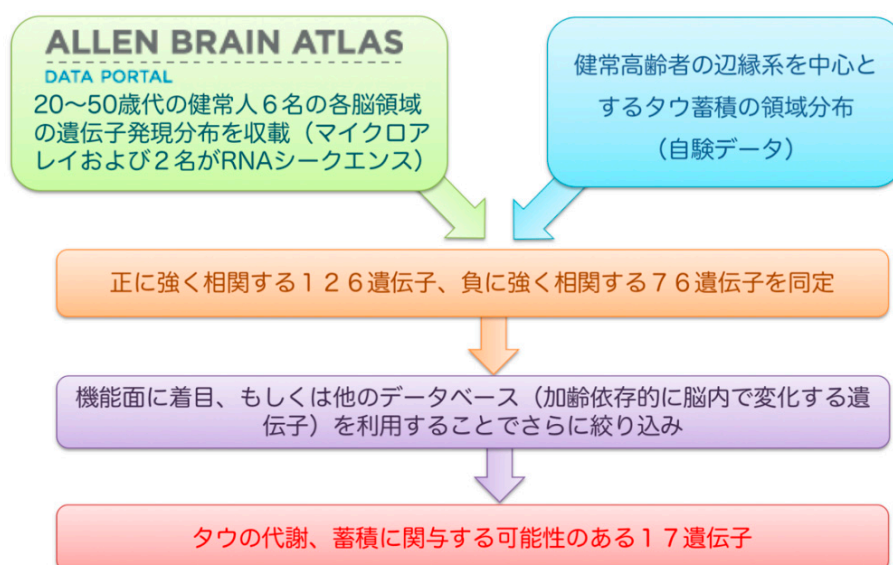 ALLEN BRAIN ATLAS
DATA PORTAL
20〜50歳代の健常人６名の各脳領域
の遺伝子発現分布を収載（マイクロア
レイおよび２名がRNAシークエンス）
健常高齢者の辺縁系を中心と
するタウ蓄積の領域分布
（自験データ）
正に強く相関する１２６遺伝子、負に強く相関する７６遺伝子を同定
機能面に着目、もしくは他のデータベース（加齢依存的に脳内で変化する遺
伝子）を利用することでさらに絞り込み
タウの代謝、蓄積に関与する可能性のある１７遺伝子